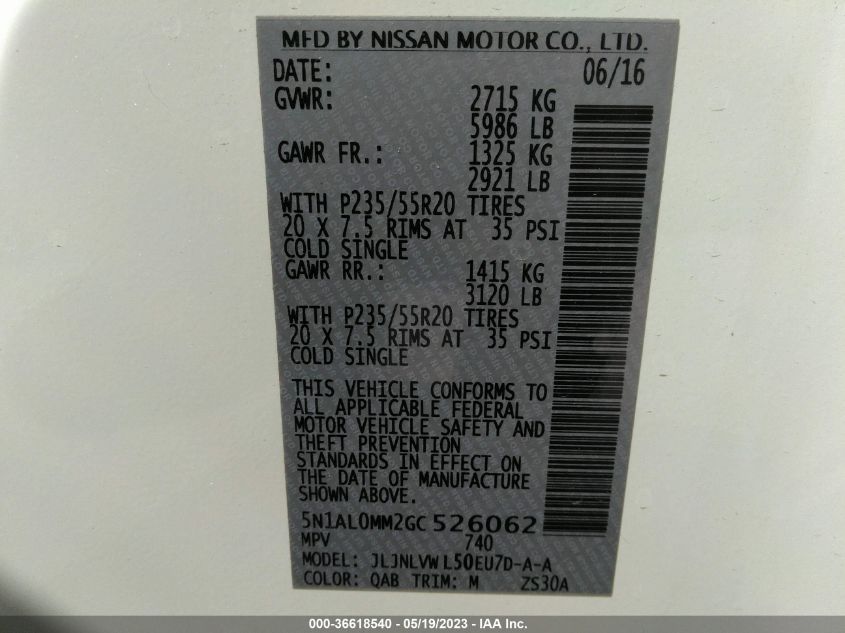 MFD BY NISSAN MOTOR CO., LTD.
DATE: 06/16
GVWR: 2715 KG
5986 LB
GAWR FR.: 1325 KG
2921 LB
WITH P235/55R20 TIRES
20 X 7.5 RIMS AT 35 PSI
COLD SINGLE
GAWR RR.: 1415 KG
3120 LB
WITH P235/55R20 TIRES
20 X 7.5 RIMS AT 35 PSI
COLD SINGLE
THIS VEHICLE CONFORMS TO
ALL APPLICABLE FEDERAL
MOTOR VEHICLE SAFETY AND
THEFT PREVENTION
STANDARDS IN EFFECT ON
THE DATE OF MANUFACTURE
SHOWN ABOVE.
5N1AL0MM2GC526062
MPV 740
MODEL: JLJNLVWL50EU7D-A-A
COLOR: QAB TRIM: M ZS30A
000-36618540 - 05/19/2023 - IAA Inc.